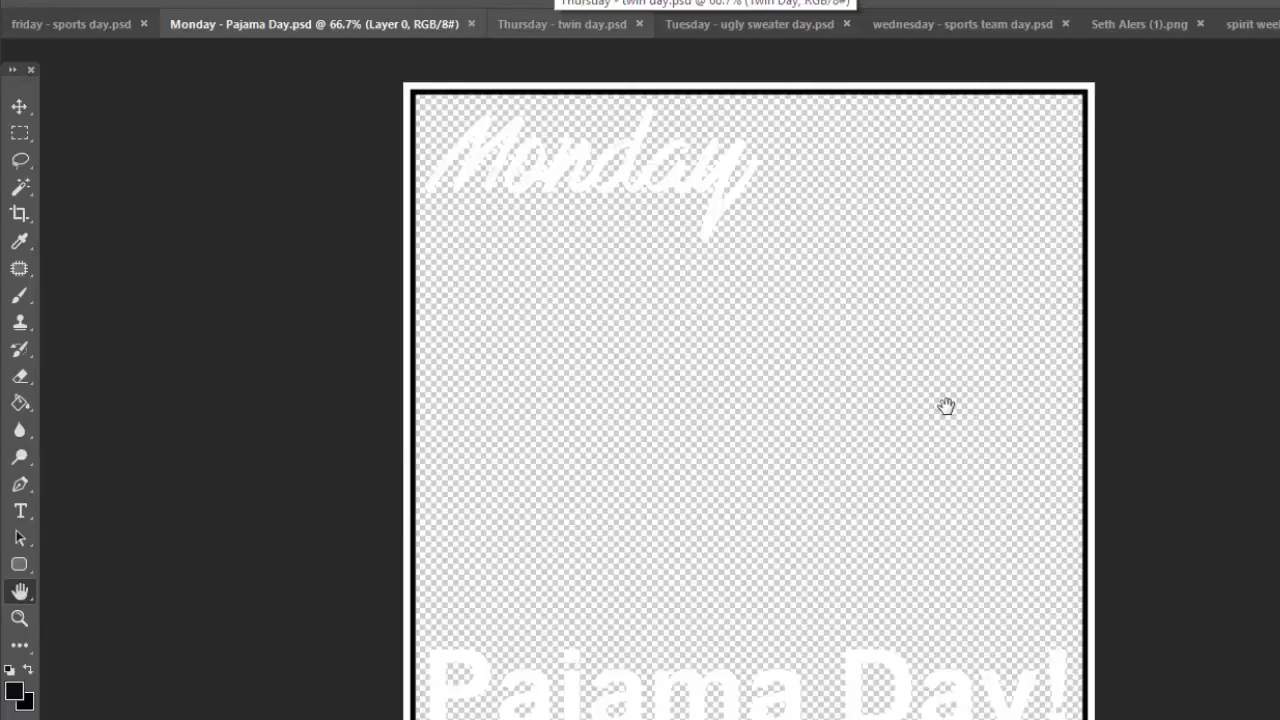 Thursday - twin day.psd @ 66.7% (Twin Day, RGB/8#)
friday - sports day.psd × Monday - Pajama Day.psd @ 66.7% (Layer 0, RGB/8#) × Thursday - twin day.psd × Tuesday - ugly sweater day.psd × wednesday - sports team day.psd × Seth Alers (1).png × spirit wee
Monday
T
Pajama Day!